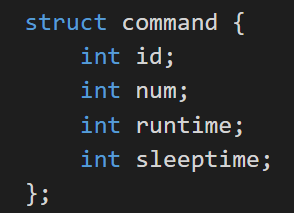 struct command {
    int id;
    int num;
    int runtime;
    int sleeptime;
};